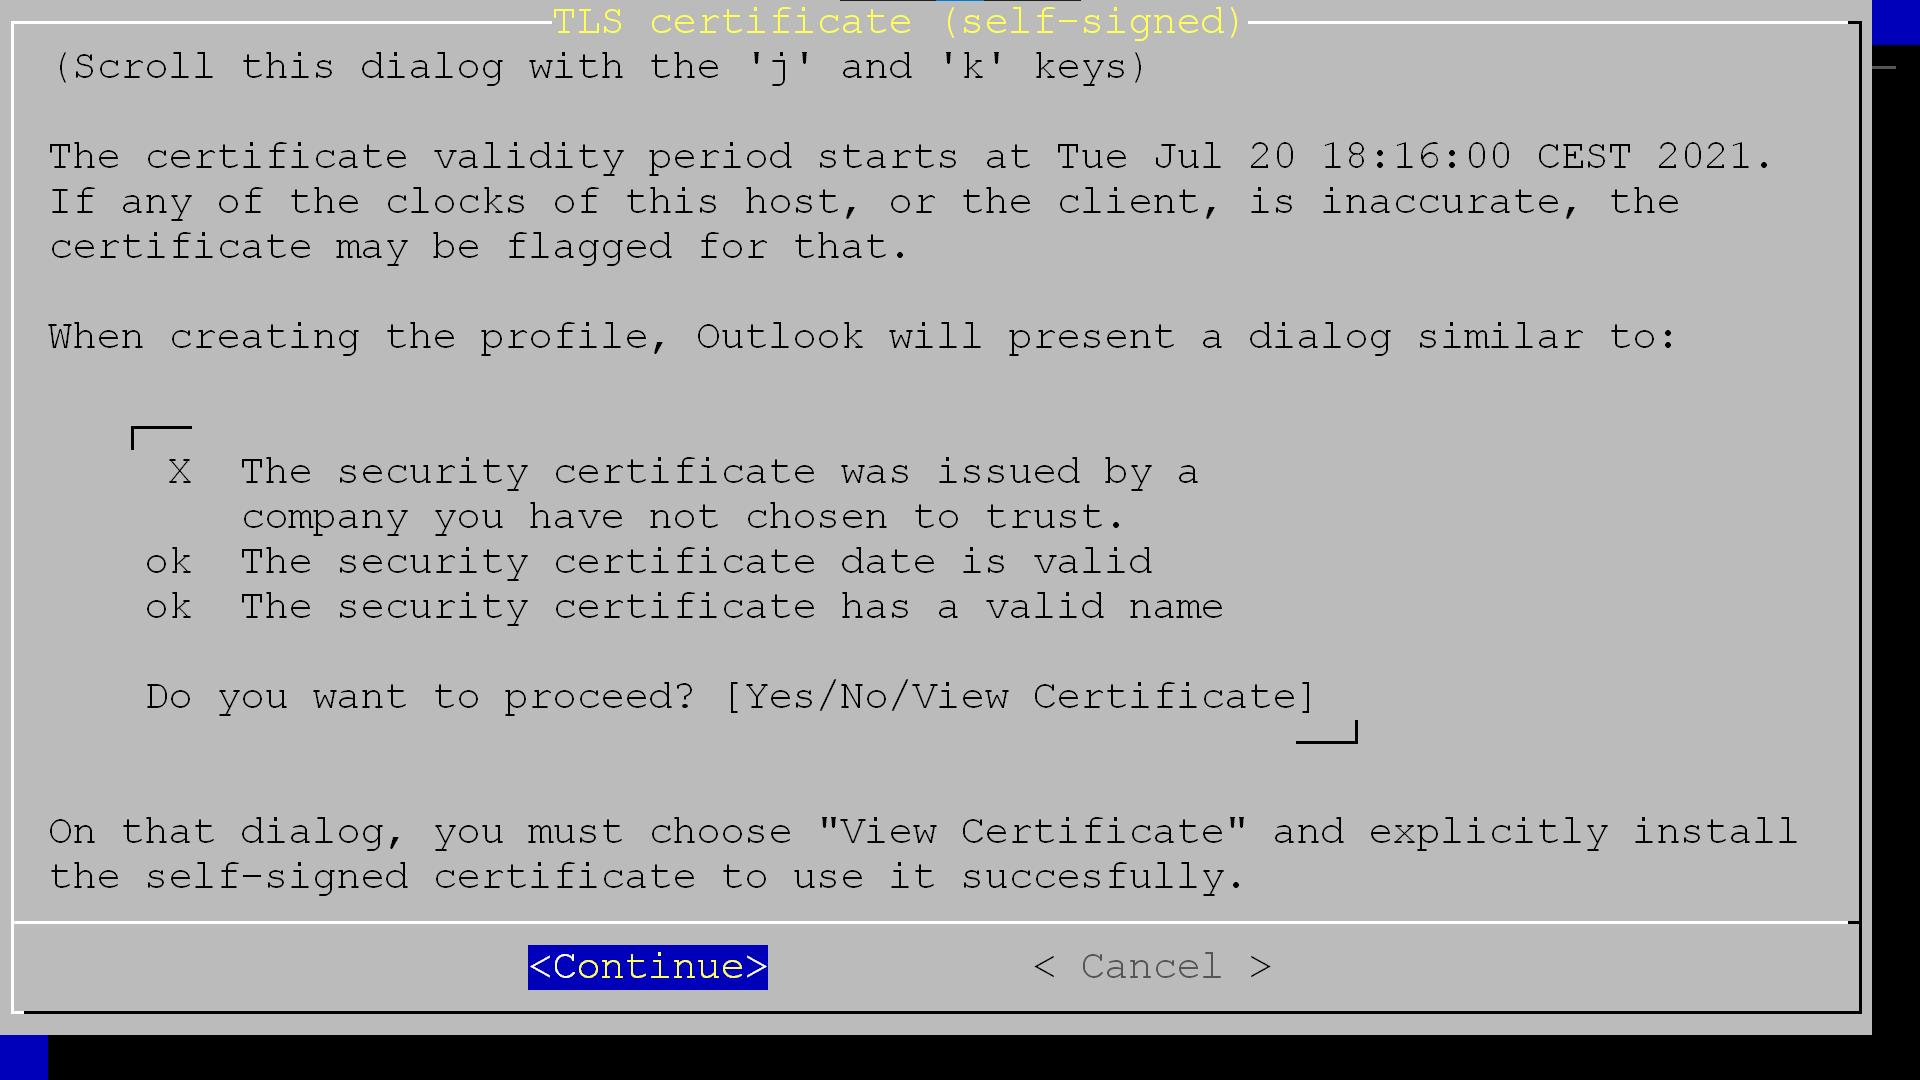 TLS certificate (self-signed)
(Scroll this dialog with the 'j' and 'k' keys)
The certificate validity period starts at Tue Jul 20 18:16:00 CEST 2021.
If any of the clocks of this host, or the client, is inaccurate, the
certificate may be flagged for that.
When creating the profile, Outlook will present a dialog similar to:
X The security certificate was issued by a
company you have not chosen to trust.
ok The security certificate date is valid
ok The security certificate has a valid name
Do you want to proceed? [Yes/No/View Certificate]
On that dialog, you must choose "View Certificate" and explicitly install
the self-signed certificate to use it succesfully.
<Continue> < Cancel >